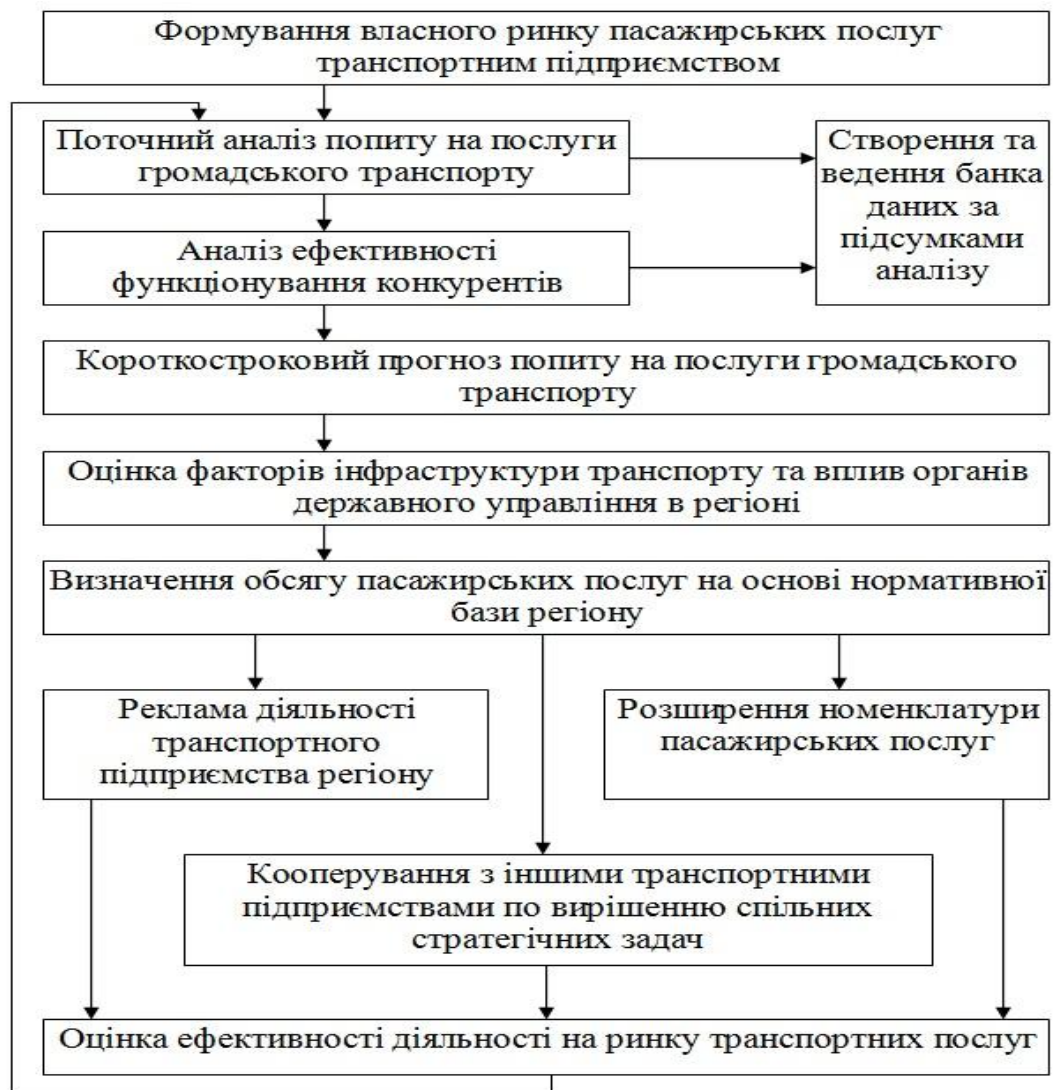 Формування власного ринку пасажирських послуг
транспортним підприємством
Поточний аналіз попиту на послуги
громадського транспорту
Створення та
ведення банка
даних за
підсумками
аналізу
Аналіз ефективності
функціонування конкурентів
Короткостроковий прогноз попиту на послуги громадського
транспорту
Оцінка факторів інфраструктури транспорту та вплив органів
державного управління в регіоні
Визначення обсягу пасажирських послуг на основі нормативної
бази регіону
Реклама діяльності
транспортного
підприємства регіону
Розширення номенклатури
пасажирських послуг
Кооперування з іншими транспортними
підприємствами по вирішенню спільних
стратегічних задач
Оцінка ефективності діяльності на ринку транспортних послуг